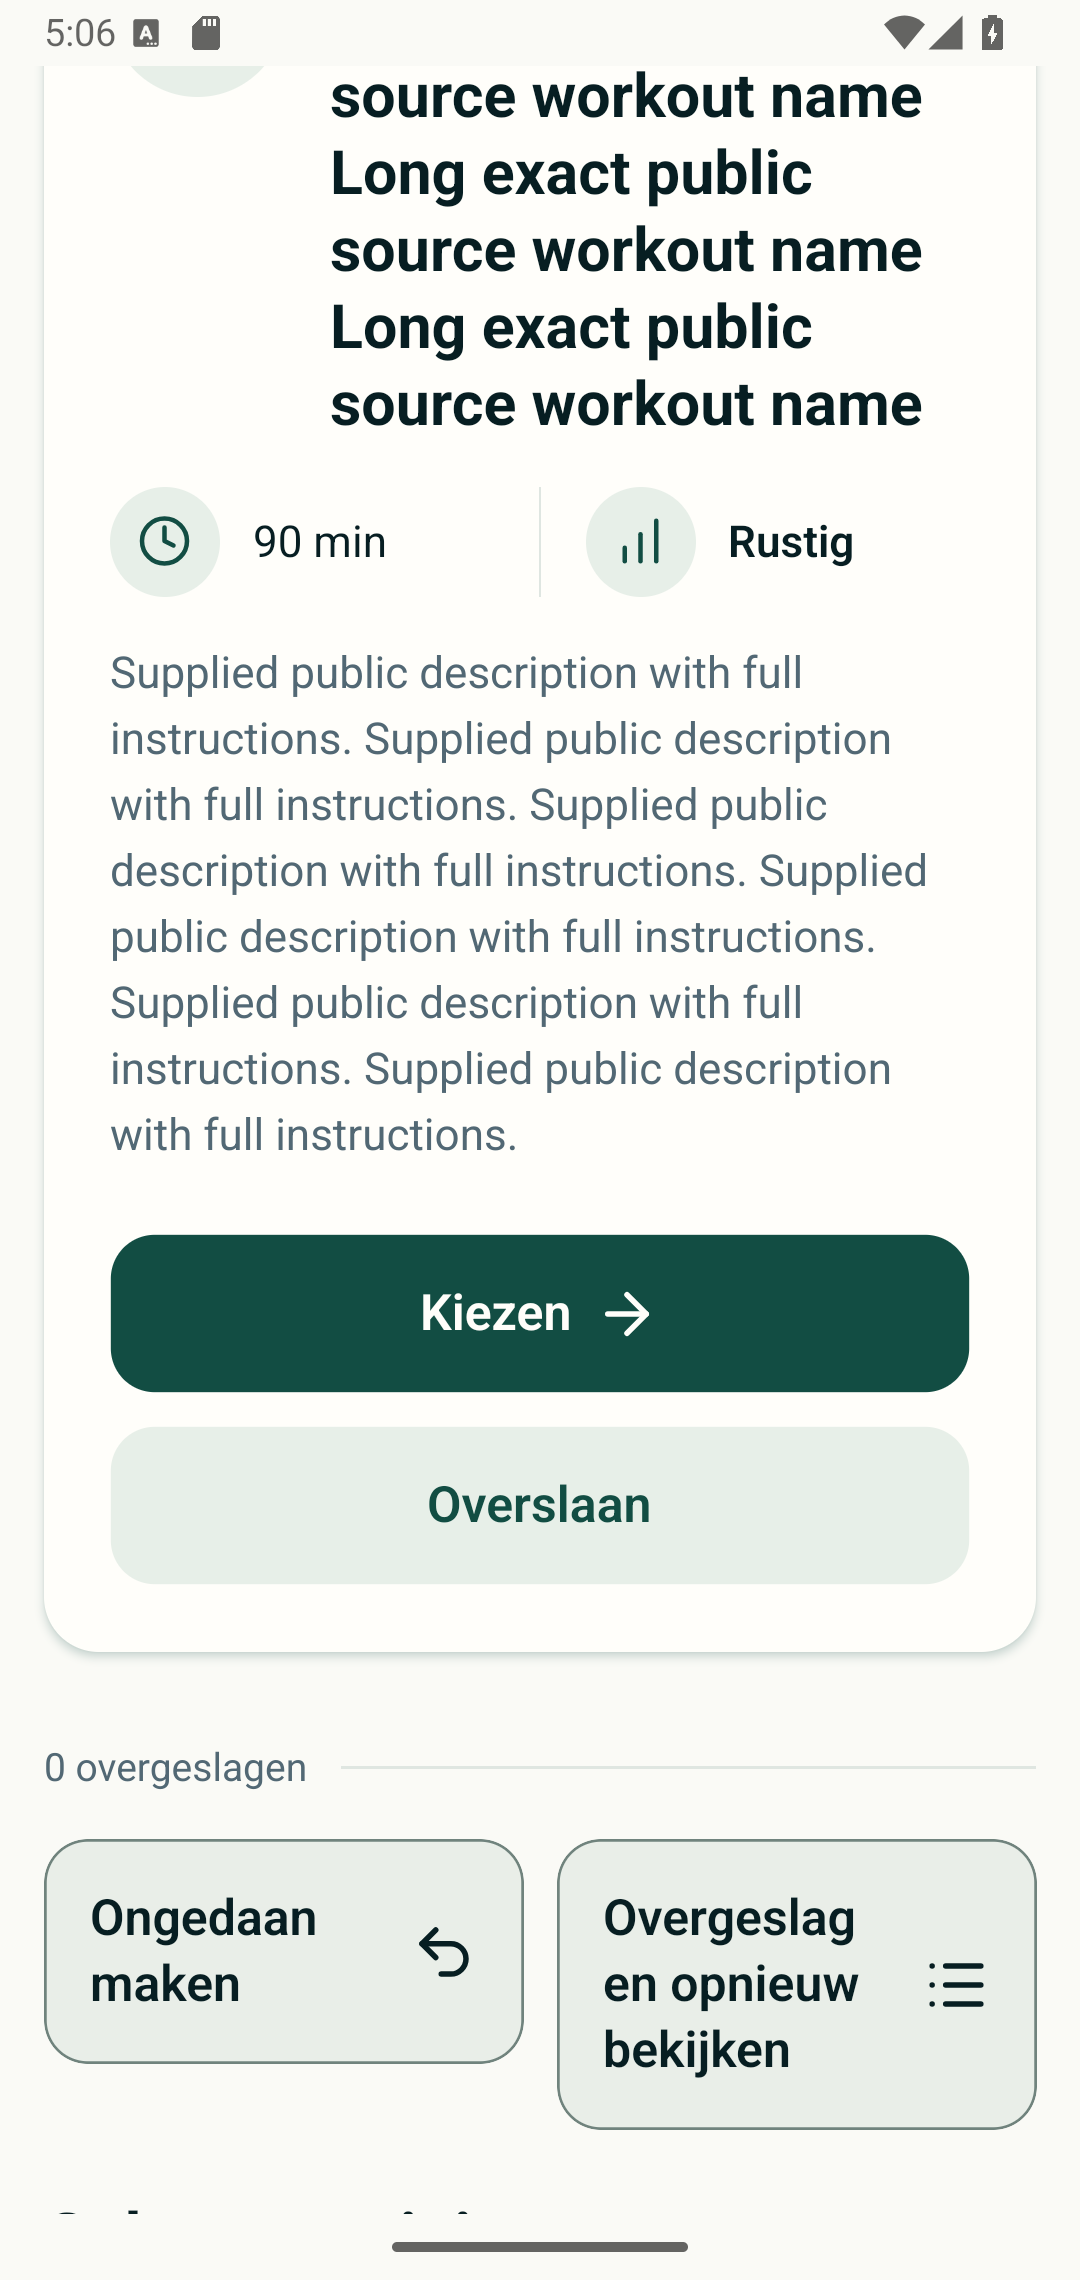 5:06
source workout name
Long exact public
source workout name
Long exact public
source workout name
90 min
Rustig
Supplied public description with full
instructions. Supplied public description
with full instructions. Supplied public
description with full instructions. Supplied
public description with full instructions.
Supplied public description with full
instructions. Supplied public description
with full instructions.
Kiezen
Overslaan
0 overgeslagen
Ongedaan
maken
Overgeslag
en opnieuw
bekijken